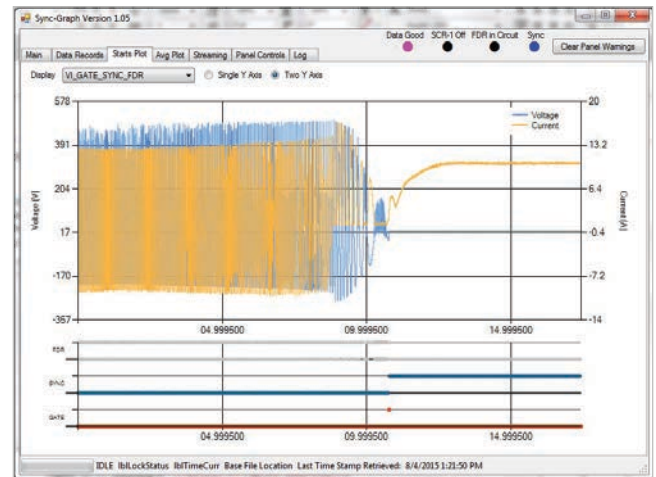 Sync-Graph Version 1.05
Data Good SCR-1 Off FDR in Circuit Sync
Clear Panel Warnings
Main Data Records Starts Plot Avg Plot Streaming Panel Controls Log
Display VI_GATE_SYNC_FDR Single Y Axis Two Y Axis
578 20
Voltage
Current
391 13.2
204 6.4
Voltage [V]
Current [A]
17 -0.4
-170 -7.2
-357 -14
04.999500 09.999500 14.999500
FDR
SYNC
GATE
04.999500 09.999500 14.999500
IDLE lblLockStatus lblTimeCurr Base File Location Last Time Stamp Retrieved: 8/4/2015 1:21:50 PM